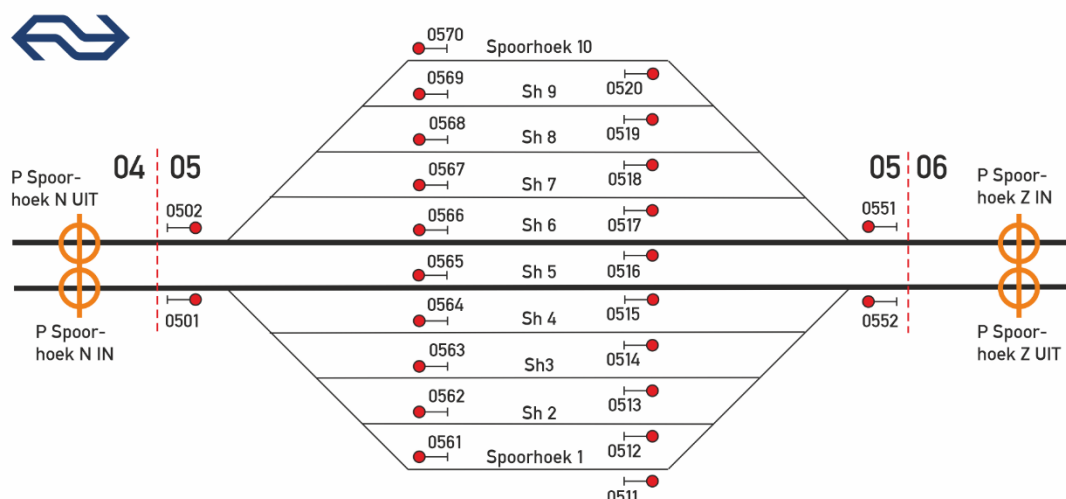 0570
Spoorhoek 10
0569
Sh 9
0520
0568
Sh 8
0519
04
05
0567
Sh 7
0518
05
06
P Spoor-
hoek N UIT
0502
0566
Sh 6
0517
0551
P Spoor-
hoek Z IN
0565
Sh 5
0516
0501
0564
Sh 4
0515
0552
P Spoor-
hoek N IN
0563
Sh3
0514
P Spoor-
hoek Z UIT
0562
Sh 2
0513
0561
Spoorhoek 1
0512
0511